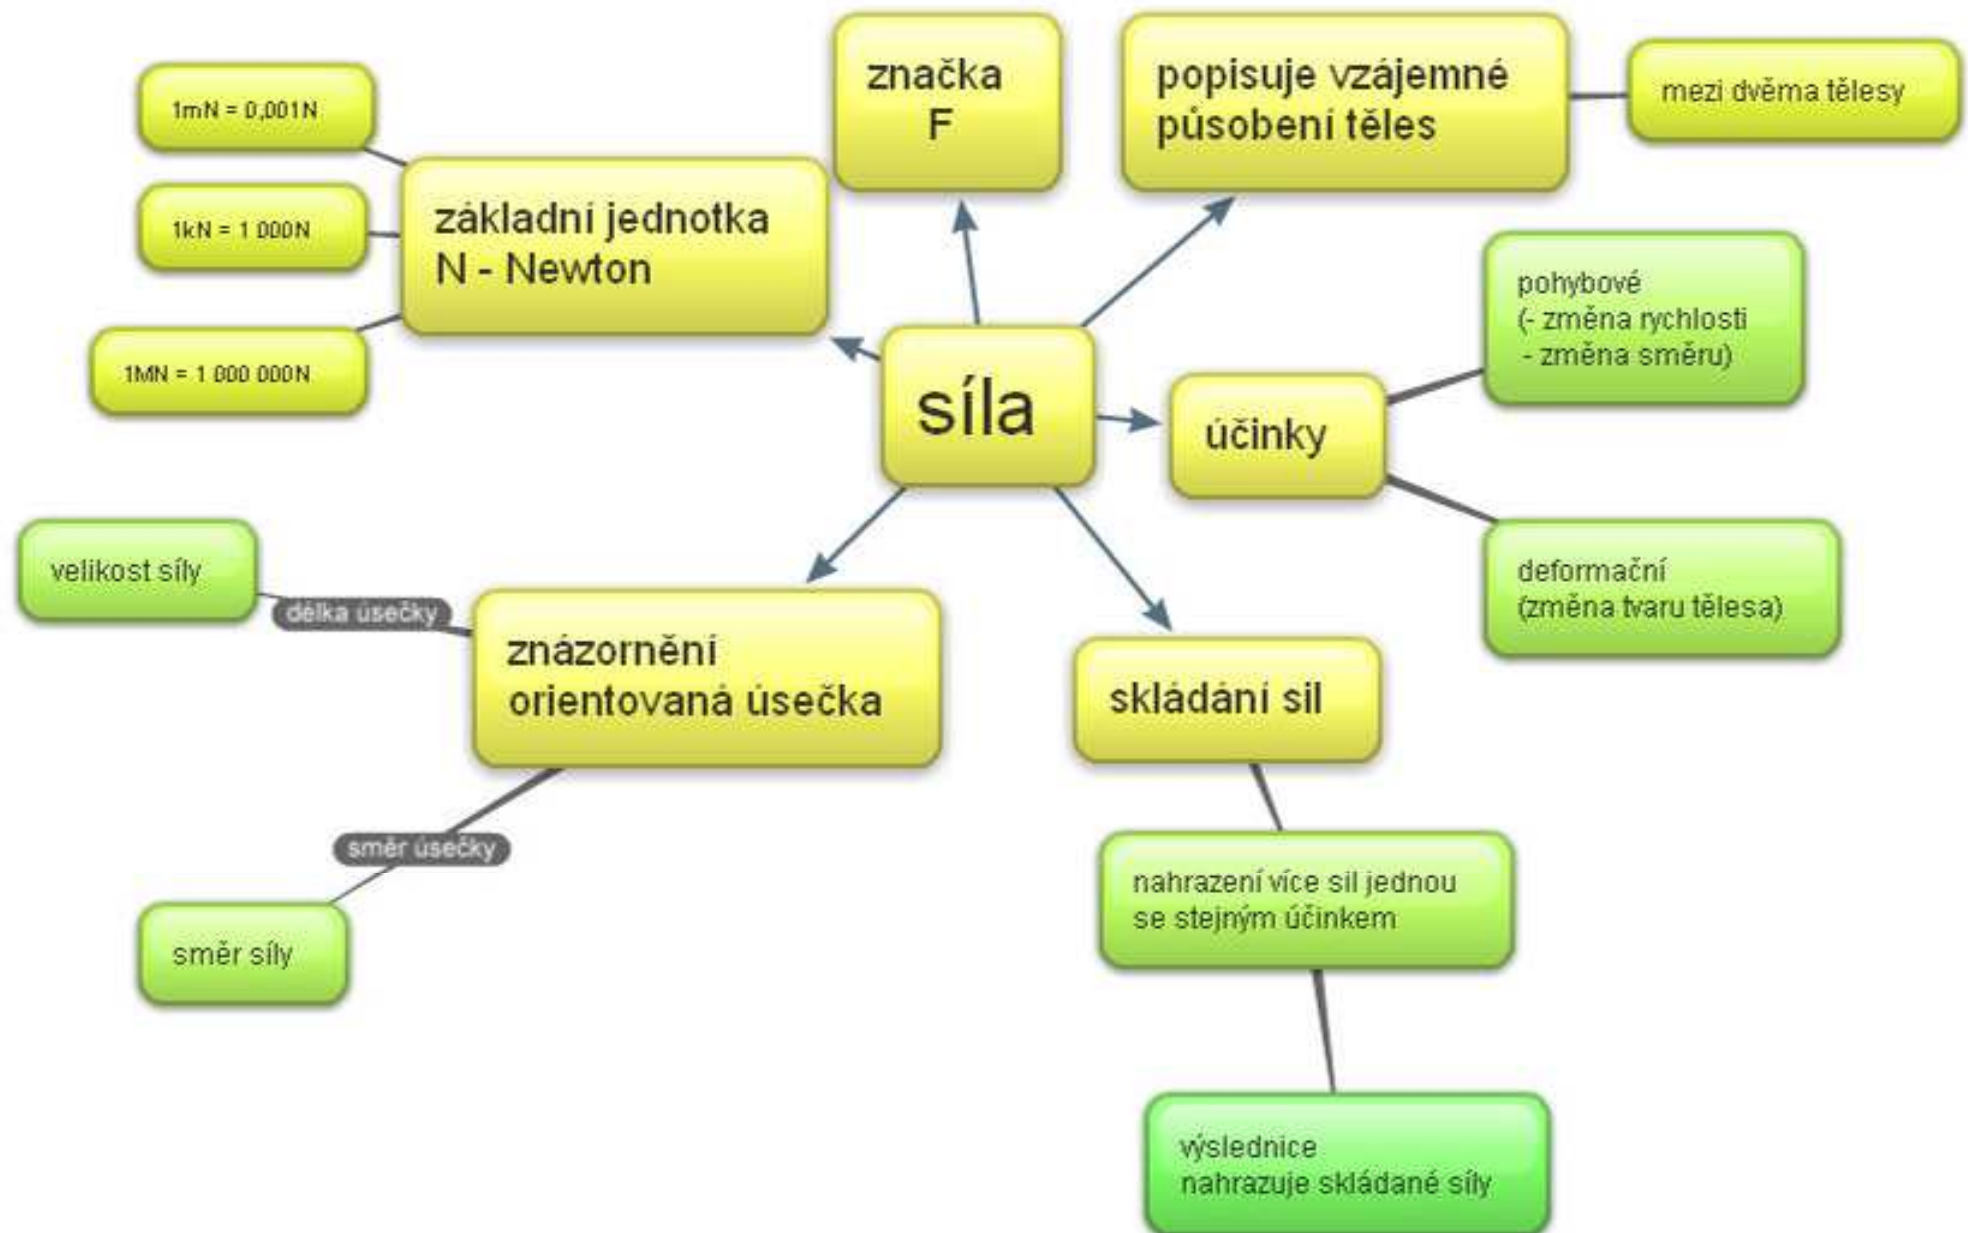 značka
F
popisuje vzájemné
působení těles
mezi dvěma tělesy
1mN = 0,001N
základní jednotka
N - Newton
1kN = 1 000N
1MN = 1 000 000N
síla
účinky
pohybové
(- změna rychlosti
- změna směru)
deformační
(změna tvaru tělesa)
velikost síly
délka úsečky
znázornění
orientovaná úsečka
směr úsečky
směr síly
skládání sil
nahrazení více sil jednou
se stejným účinkem
výslednice
nahrazuje skládané síly